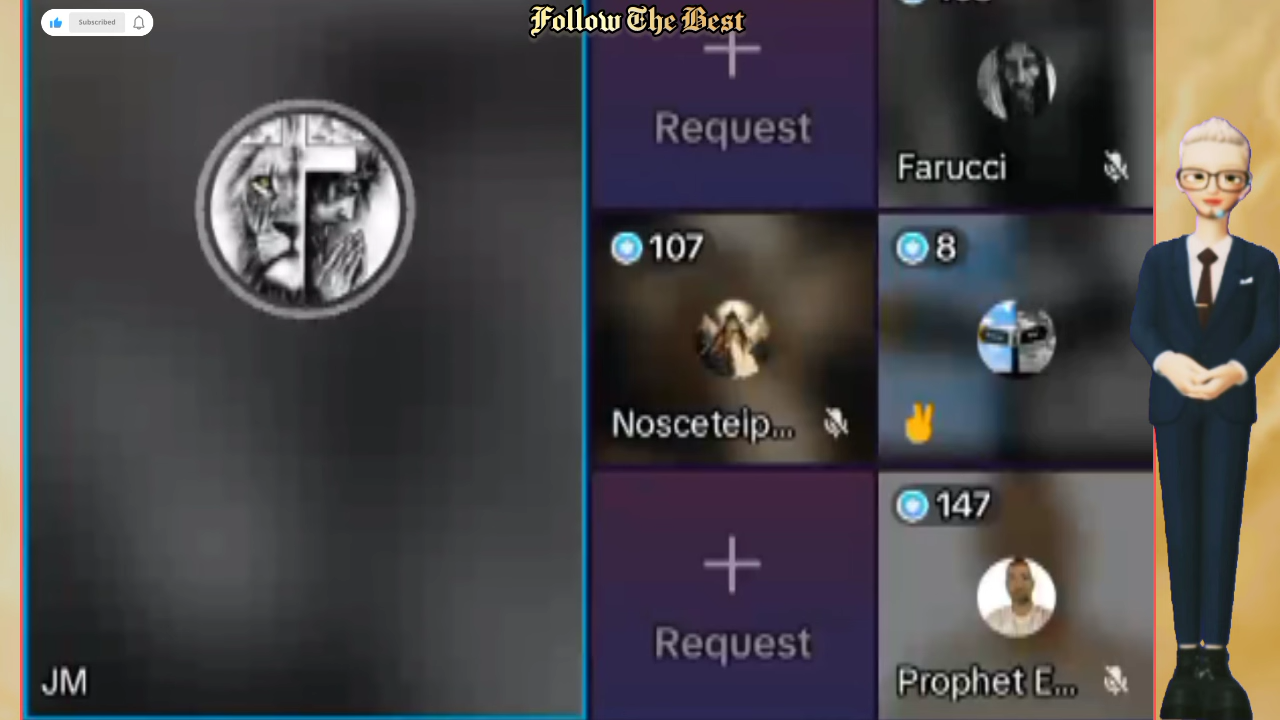 Subscribed
Follow The Best
Request
Farucci
107
Noscetelp...
8
JM
Request
147
Prophet E...